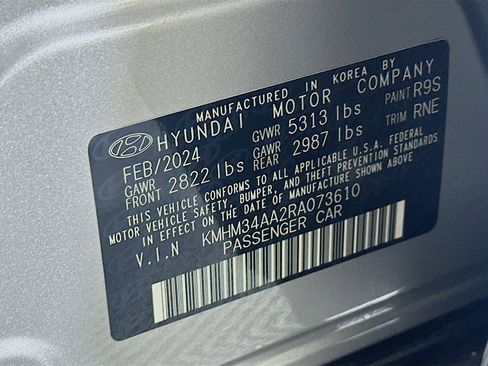 MANUFACTURED IN KOREA BY
HYUNDAI MOTOR COMPANY
FEB/2024 GVWR 5313 lbs PAINT R9S
GAWR FRONT 2822 lbs GAWR REAR 2987 lbs TRIM RNE
THIS VEHICLE CONFORMS TO ALL APPLICABLE U.S.A. FEDERAL
MOTOR VEHICLE SAFETY, BUMPER, AND THEFT PREVENTION STANDARDS
IN EFFECT ON THE DATE OF MANUFACTURE SHOWN ABOVE
V.I.N KMHM34AA2RA073610
PASSENGER CAR